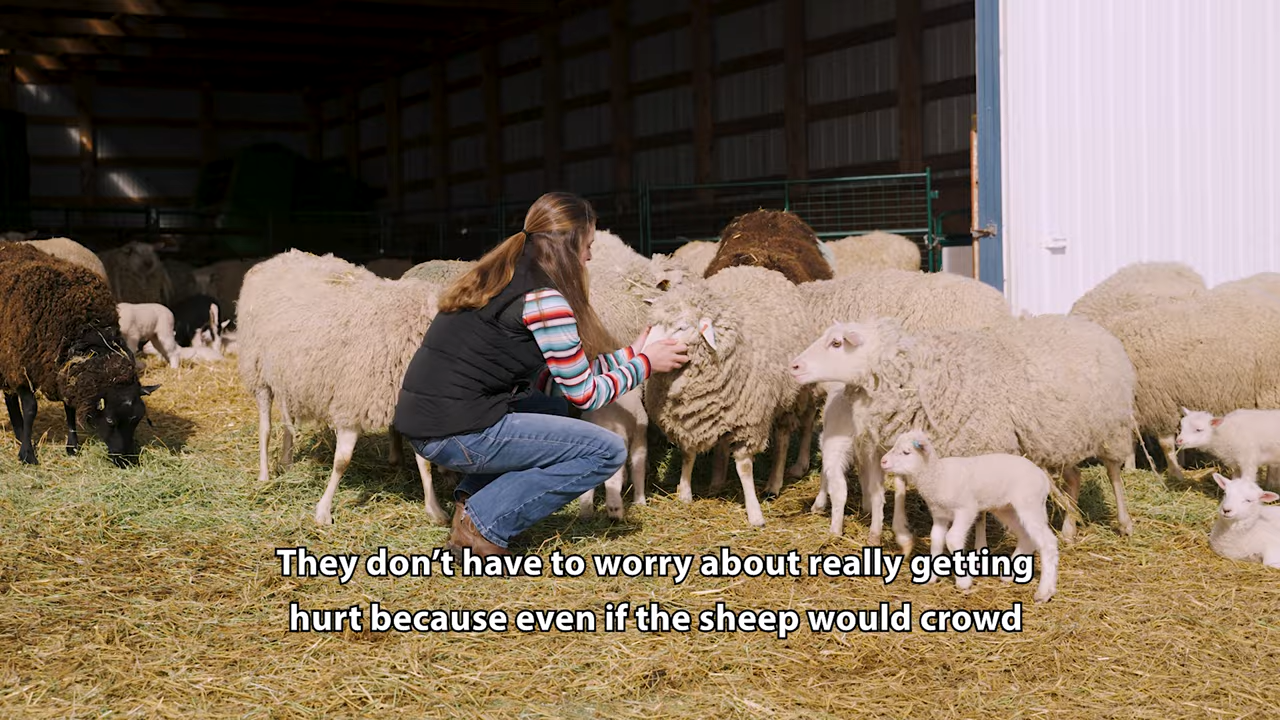 They don’t have to worry about really getting
hurt because even if the sheep would crowd